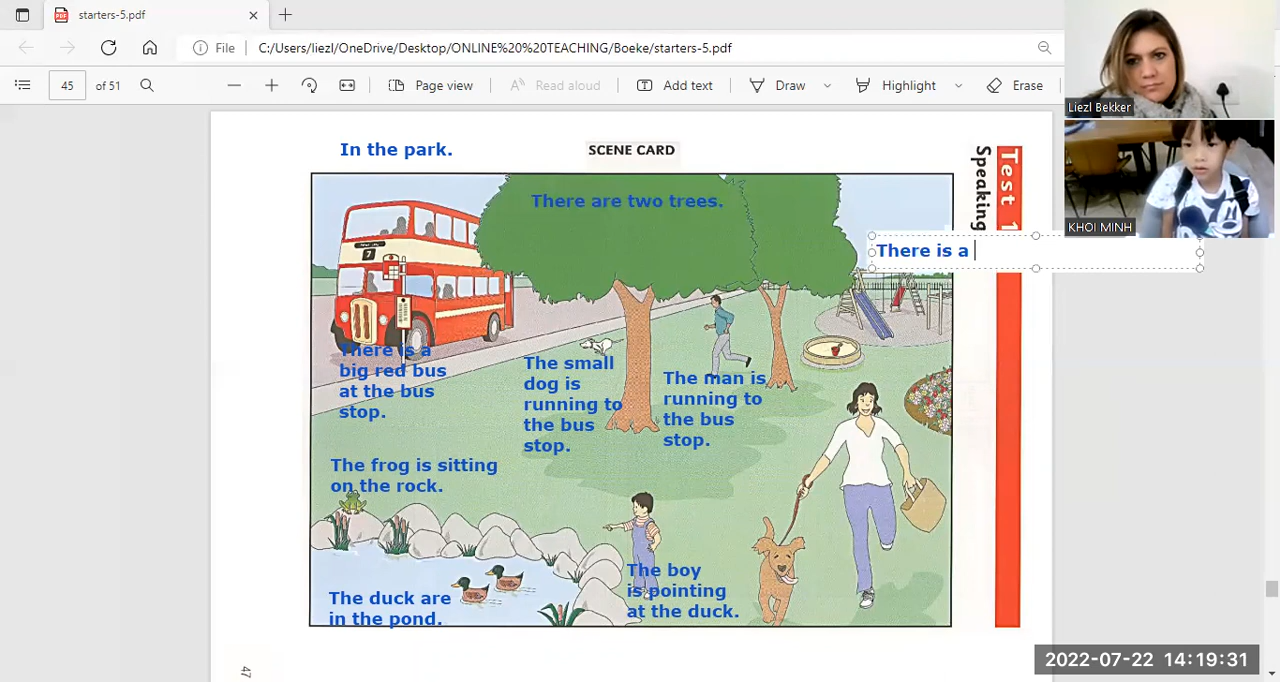 starters-5.pdf
File
C:/Users/liezl/OneDrive/Desktop/ONLINE%20%20TEACHING/Boeke/starters-5.pdf
45
of 51
Page view
Read aloud
Add text
Draw
Highlight
Erase
Liezl Bekker
KHOI MINH
In the park.
SCENE CARD
Test 1
Speaking
There are two trees.
There is a
7
There is a
big red bus
at the bus
stop.
The small
dog is
running to
the bus
stop.
The man is
running to
the bus
stop.
The frog is sitting
on the rock.
The boy
is pointing
at the duck.
The duck are
in the pond.
47
2022-07-22 14:19:31